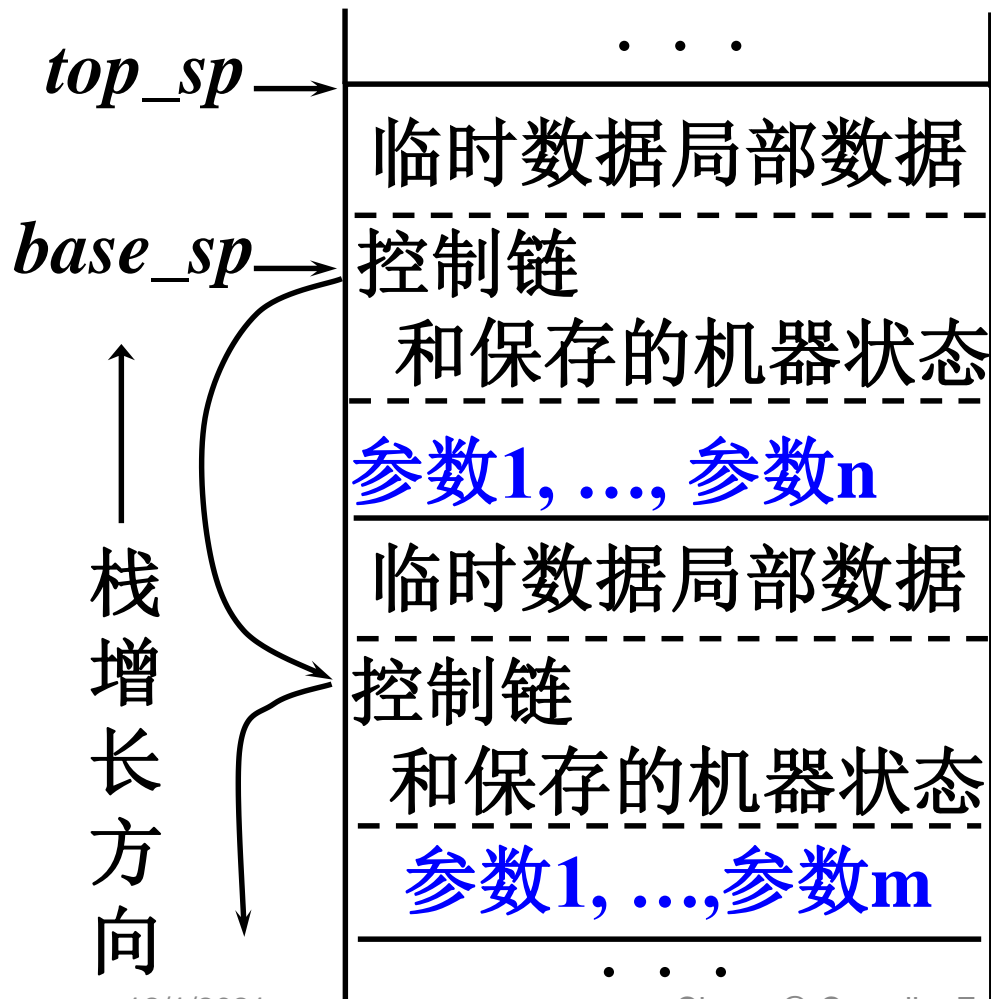 . . .
top_sp
临时数据局部数据
base_sp
控制链
和保存的机器状态
参数1, …, 参数n
临时数据局部数据
控制链
和保存的机器状态
参数1, …,参数m
. . .
栈增长方向